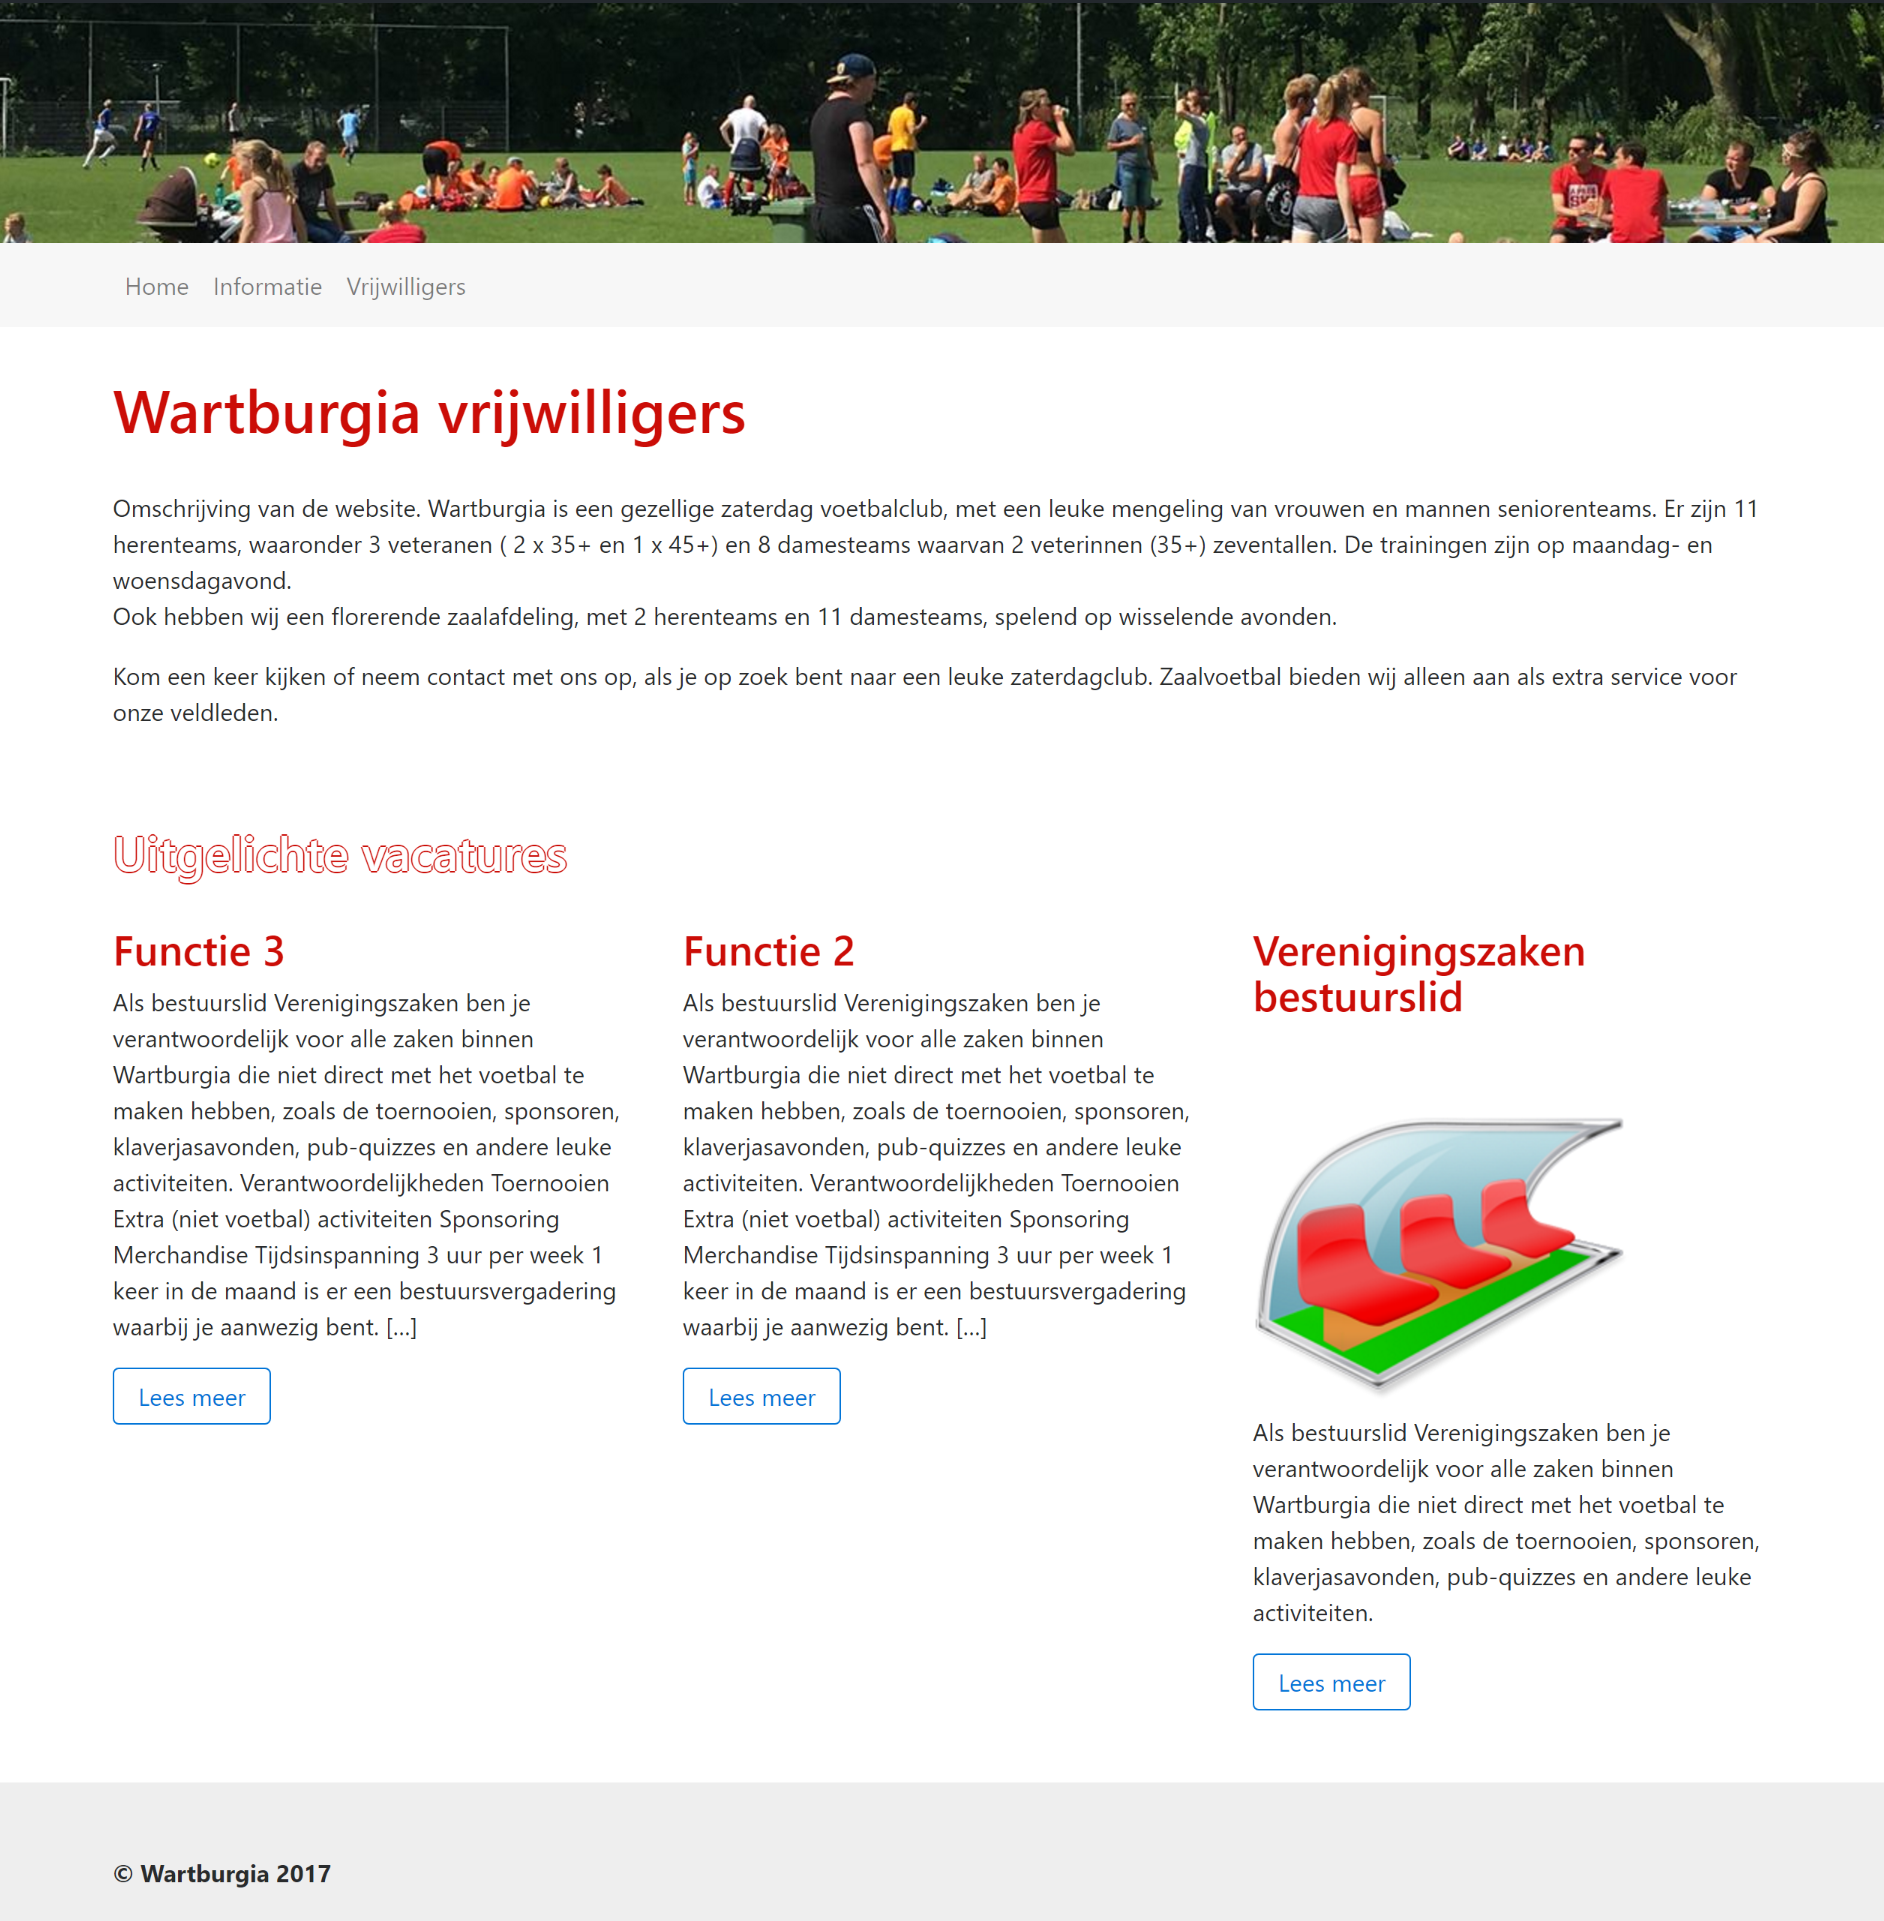 Home Informatie Vrijwilligers
Wartburgia vrijwilligers
Omschrijving van de website. Wartburgia is een gezellige zaterdag voetbalclub, met een leuke mengeling van vrouwen en mannen seniorenteams. Er zijn 11
herenteams, waaronder 3 veteranen ( 2 x 35+ en 1 x 45+) en 8 damesteams waarvan 2 veterinnen (35+) zeventallen. De trainingen zijn op maandag- en
woensdagavond.
Ook hebben wij een florerende zaalafdeling, met 2 herenteams en 11 damesteams, spelend op wisselende avonden.
Kom een keer kijken of neem contact met ons op, als je op zoek bent naar een leuke zaterdagclub. Zaalvoetbal bieden wij alleen aan als extra service voor
onze veldleden.
Uitgelichte vacatures
Functie 3
Als bestuurslid Verenigingszaken ben je
verantwoordelijk voor alle zaken binnen
Wartburgia die niet direct met het voetbal te
maken hebben, zoals de toernooien, sponsoren,
klaverjasavonden, pub-quizzes en andere leuke
activiteiten. Verantwoordelijkheden Toernooien
Extra (niet voetbal) activiteiten Sponsoring
Merchandise Tijdsinspanning 3 uur per week 1
keer in de maand is er een bestuursvergadering
waarbij je aanwezig bent. [...]
Lees meer
Functie 2
Als bestuurslid Verenigingszaken ben je
verantwoordelijk voor alle zaken binnen
Wartburgia die niet direct met het voetbal te
maken hebben, zoals de toernooien, sponsoren,
klaverjasavonden, pub-quizzes en andere leuke
activiteiten. Verantwoordelijkheden Toernooien
Extra (niet voetbal) activiteiten Sponsoring
Merchandise Tijdsinspanning 3 uur per week 1
keer in de maand is er een bestuursvergadering
waarbij je aanwezig bent. [...]
Lees meer
Verenigingszaken
bestuurslid
Als bestuurslid Verenigingszaken ben je
verantwoordelijk voor alle zaken binnen
Wartburgia die niet direct met het voetbal te
maken hebben, zoals de toernooien, sponsoren,
klaverjasavonden, pub-quizzes en andere leuke
activiteiten.
Lees meer
© Wartburgia 2017